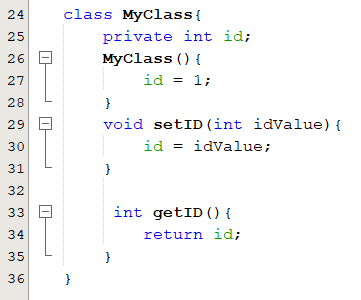 24 class MyClass{
25 private int id;
26 MyClass(){
27 id = 1;
28 }
29 void setID(int idValue){
30 id = idValue;
31 }
32
33 int getID(){
34 return id;
35 }
36 }